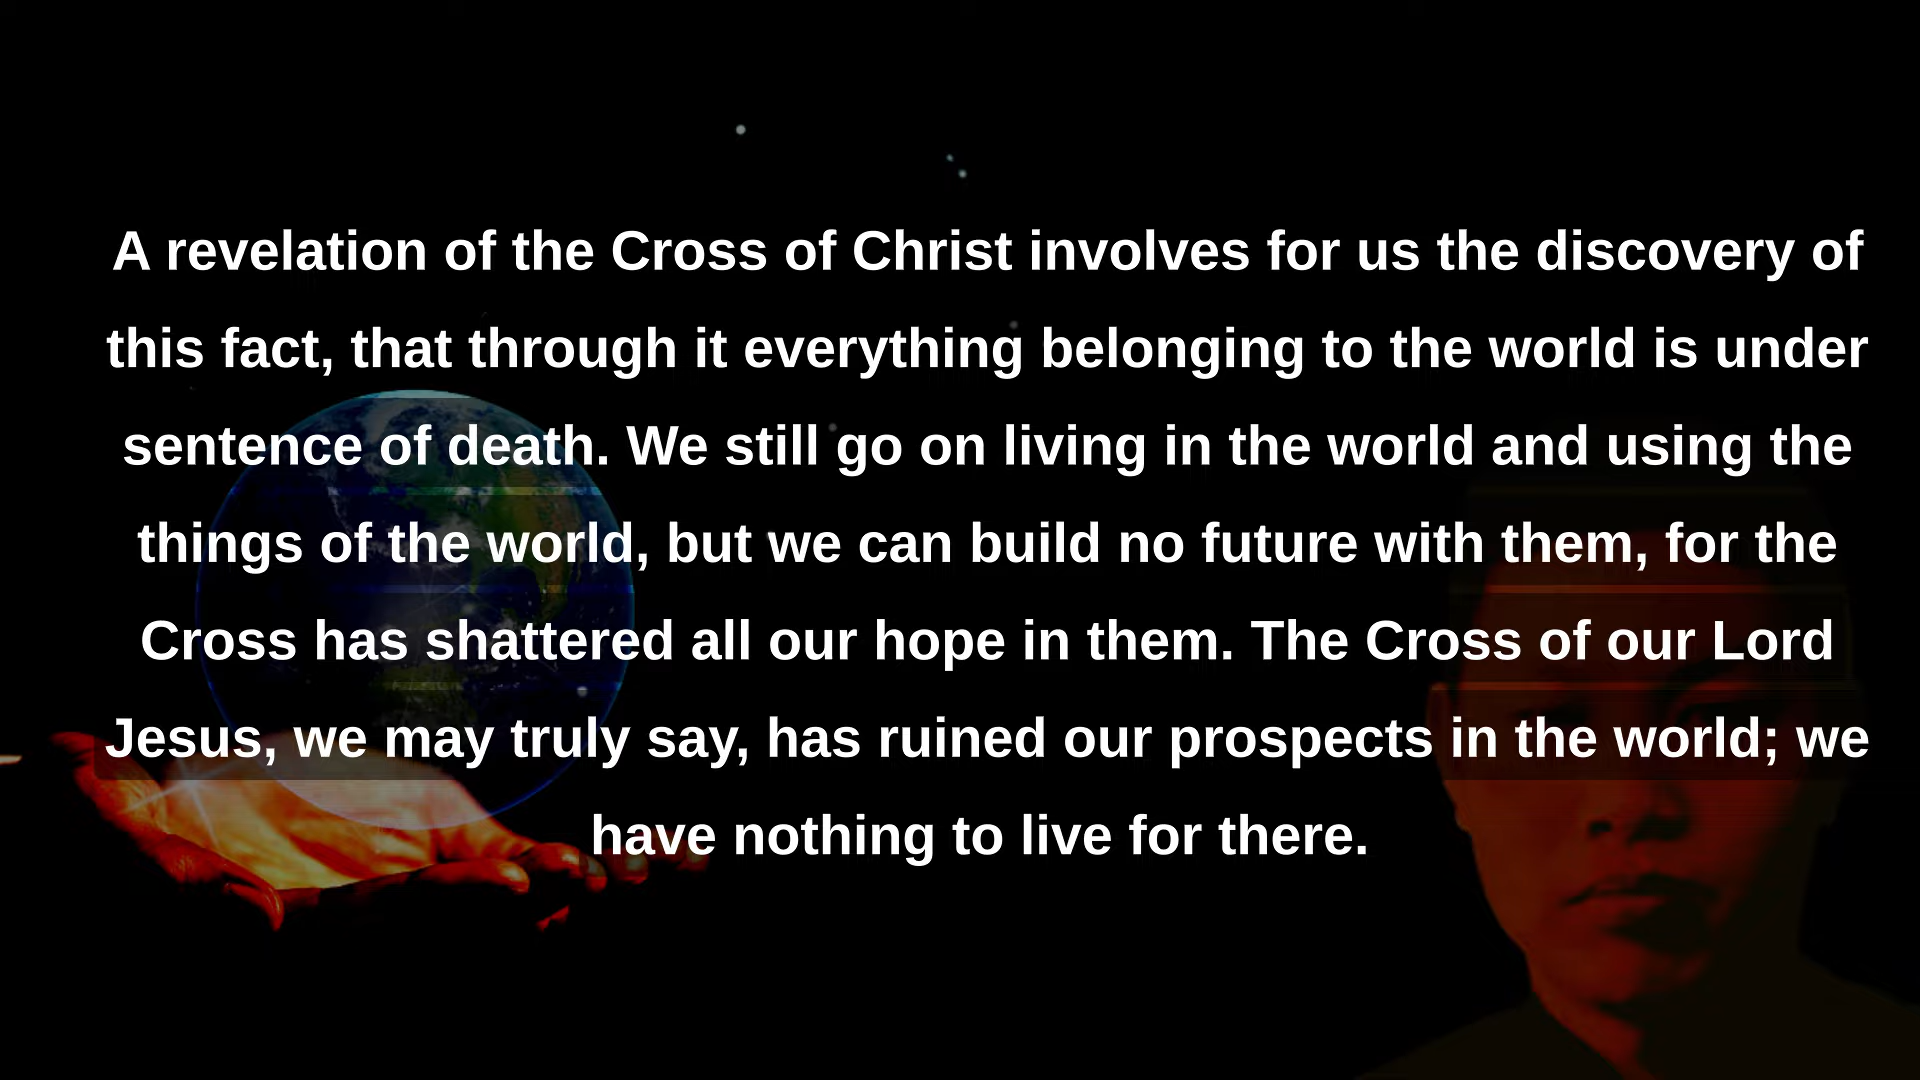 A revelation of the Cross of Christ involves for us the discovery of
this fact, that through it everything belonging to the world is under
sentence of death. We still go on living in the world and using the
things of the world, but we can build no future with them, for the
Cross has shattered all our hope in them. The Cross of our Lord
Jesus, we may truly say, has ruined our prospects in the world; we
have nothing to live for there.